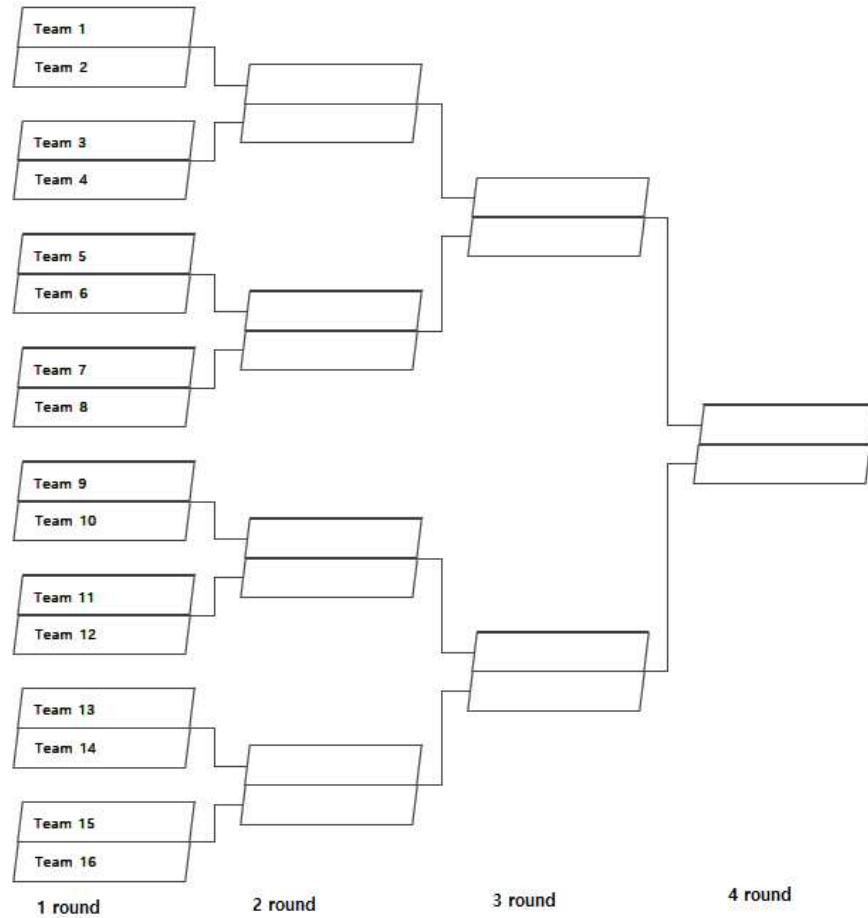 Team 1
Team 2
Team 3
Team 4
Team 5
Team 6
Team 7
Team 8
Team 9
Team 10
Team 11
Team 12
Team 13
Team 14
Team 15
Team 16
1 round
2 round
3 round
4 round